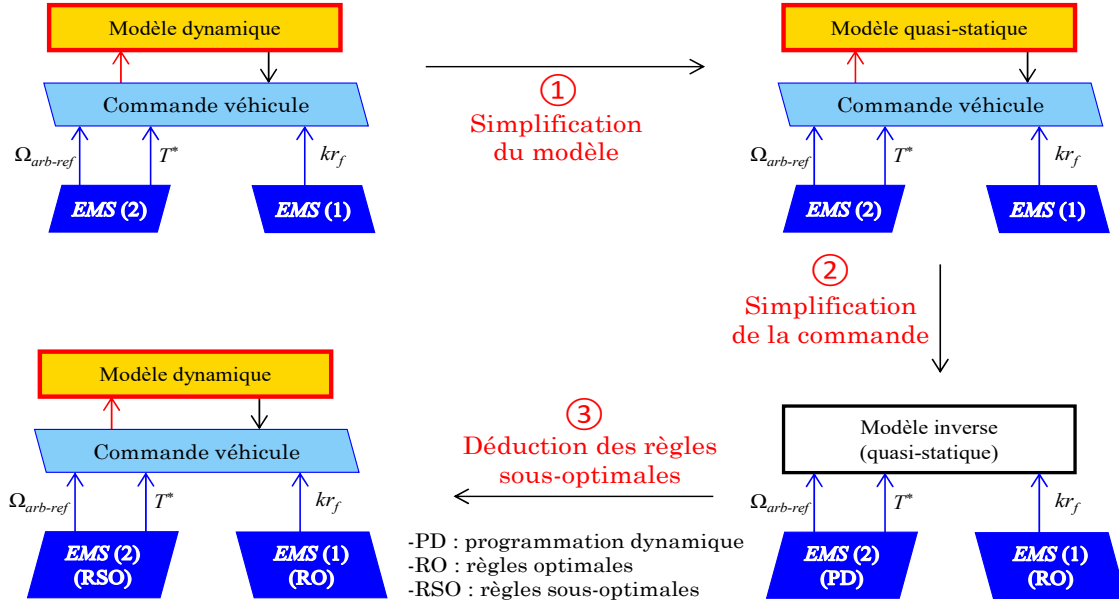 Modèle dynamique
Commande véhicule
Ωarb-ref
T*
krf
EMS (2)
EMS (1)
1
Simplification
du modèle
Modèle quasi-statique
Commande véhicule
Ωarb-ref
T*
krf
EMS (2)
EMS (1)
2
Simplification
de la commande
Modèle dynamique
Commande véhicule
Ωarb-ref
T*
krf
EMS (2)
(RSO)
EMS (1)
(RO)
3
Déduction des règles
sous-optimales
-PD : programmation dynamique
-RO : règles optimales
-RSO : règles sous-optimales
Modèle inverse
(quasi-statique)
Ωarb-ref
T*
krf
EMS (2)
(PD)
EMS (1)
(RO)